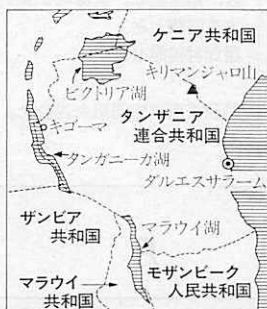 ケニア共和国
キリマンジャロ山
ビクトリア湖
タンザニア
連合共和国
キゴーマ
タンガニーカ湖
ダルエスサラーム
ザンビア
共和国
マラウイ湖
マラウイ
共和国
モザンビーク
人民共和国